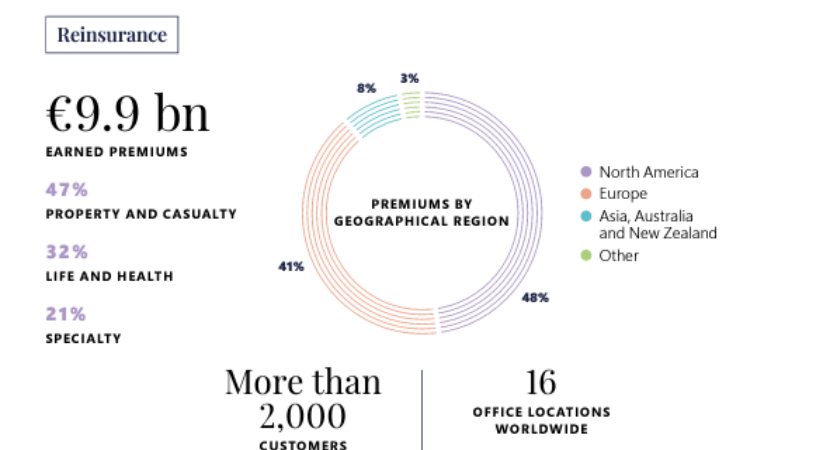 Reinsurance
€9.9 bn
EARNED PREMIUMS
47%
PROPERTY AND CASUALTY
32%
LIFE AND HEALTH
21%
SPECIALTY
3%
8%
41%
48%
PREMIUMS BY
GEOGRAPHICAL REGION
North America
Europe
Asia, Australia
and New Zealand
Other
More than
2,000
CUSTOMERS
16
OFFICE LOCATIONS
WORLDWIDE